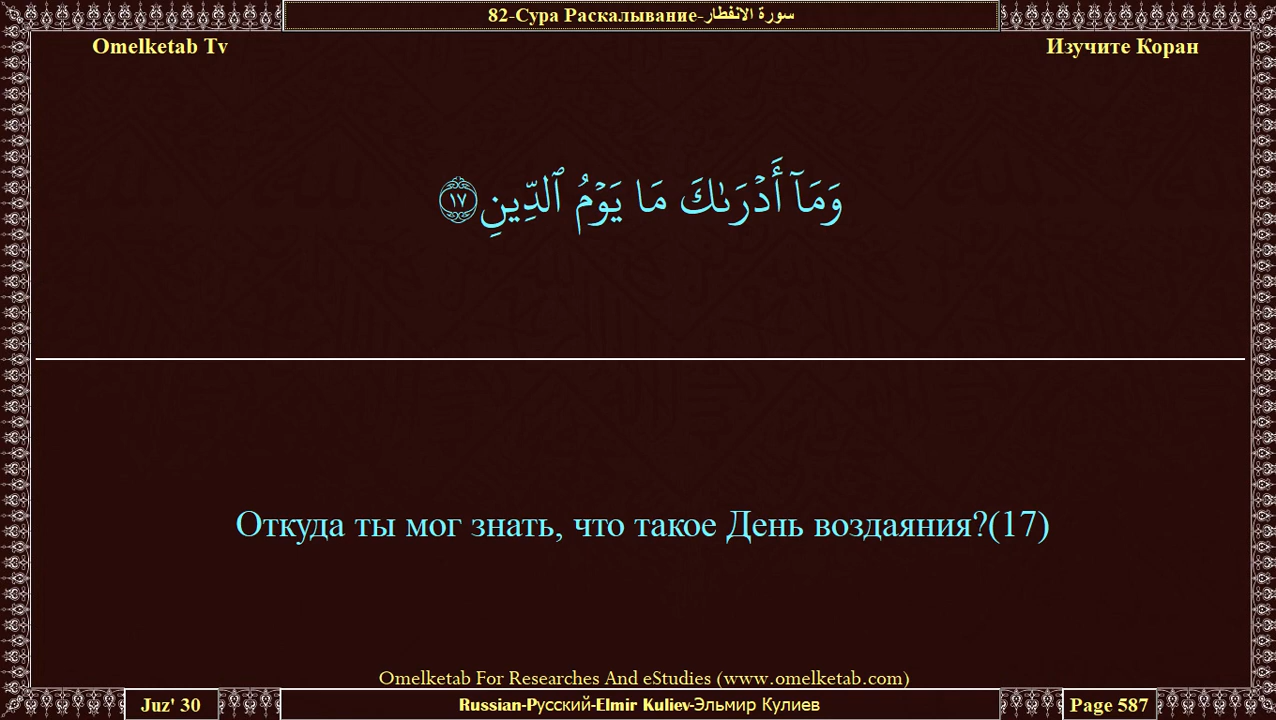 82-Сура Раскалывание-سورة الانفطار
Omelketab Tv
Изучите Коран
وَمَآ أَدۡرَىٰكَ مَا يَوۡمُ ٱلدِّينِ ١٧
Откуда ты мог знать, что такое День воздаяния?(17)
Omelketab For Researches And eStudies (www.omelketab.com)
Juz' 30
Russian-Русский-Elmir Kuliev-Эльмир Кулиев
Page 587